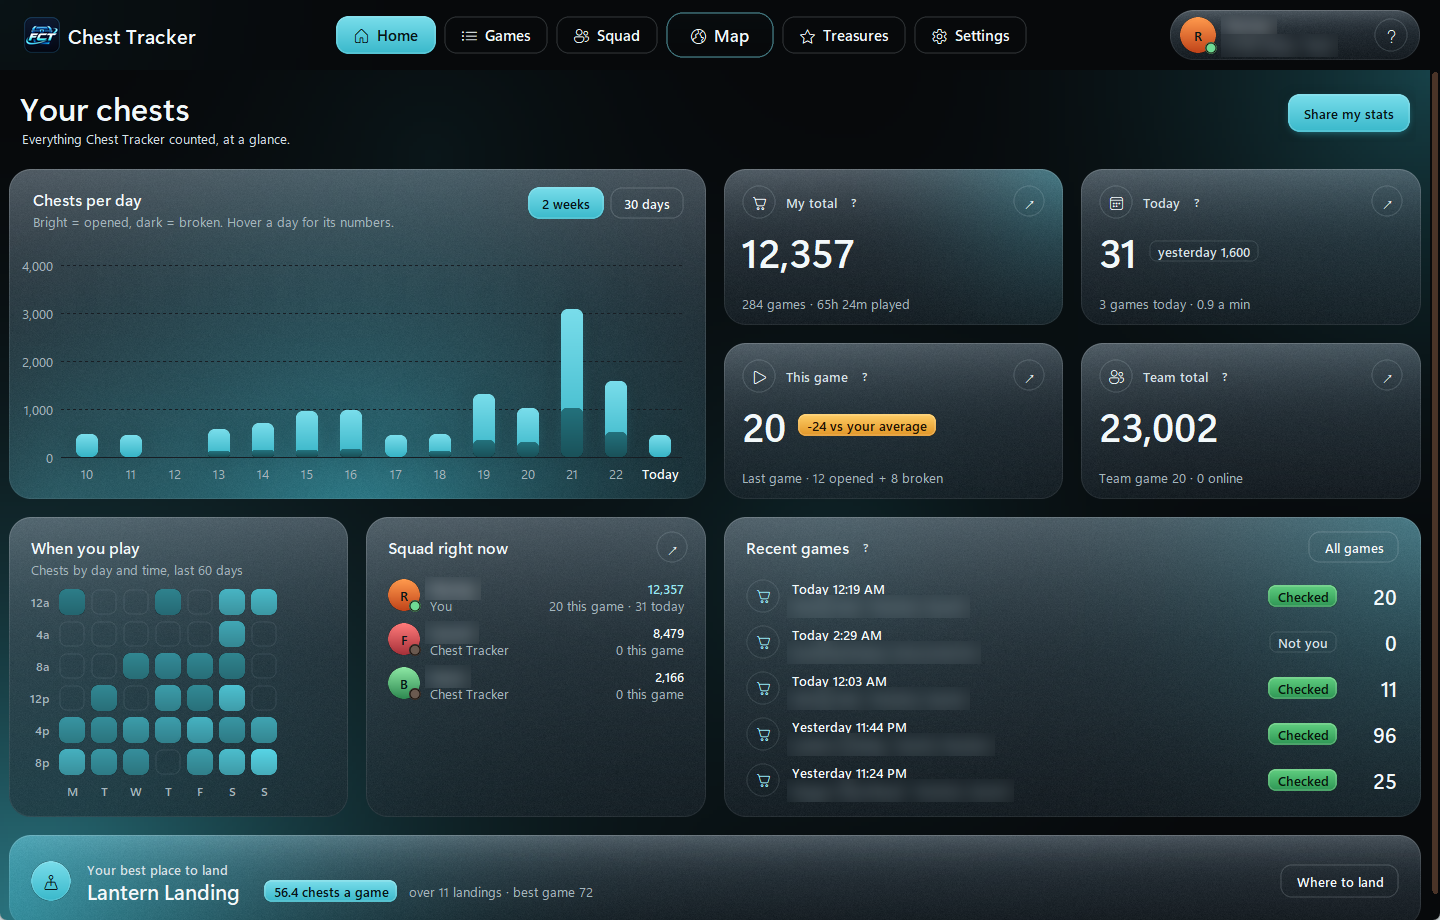 FCT
Chest Tracker
Home
Games
Squad
Map
Treasures
Settings
R
?
Your chests
Everything Chest Tracker counted, at a glance.
Share my stats
Chests per day
Bright = opened, dark = broken. Hover a day for its numbers.
2 weeks
30 days
4,000
3,000
2,000
1,000
0
10 11 12 13 14 15 16 17 18 19 20 21 22 Today
My total ?
12,357
284 games · 65h 24m played
Today ?
31 yesterday 1,600
3 games today · 0.9 a min
This game ?
20 -24 vs your average
Last game · 12 opened + 8 broken
Team total ?
23,002
Team game 20 · 0 online
When you play
Chests by day and time, last 60 days
12a
4a
8a
12p
4p
8p
M T W T F S S
Squad right now
R
12,357
You
20 this game · 31 today
F
8,479
Chest Tracker
0 this game
B
2,166
Chest Tracker
0 this game
Recent games ?
All games
Today 12:19 AM
Checked
20
Today 2:29 AM
Not you
0
Today 12:03 AM
Checked
11
Yesterday 11:44 PM
Checked
96
Yesterday 11:24 PM
Checked
25
Your best place to land
Lantern Landing
56.4 chests a game
over 11 landings · best game 72
Where to land